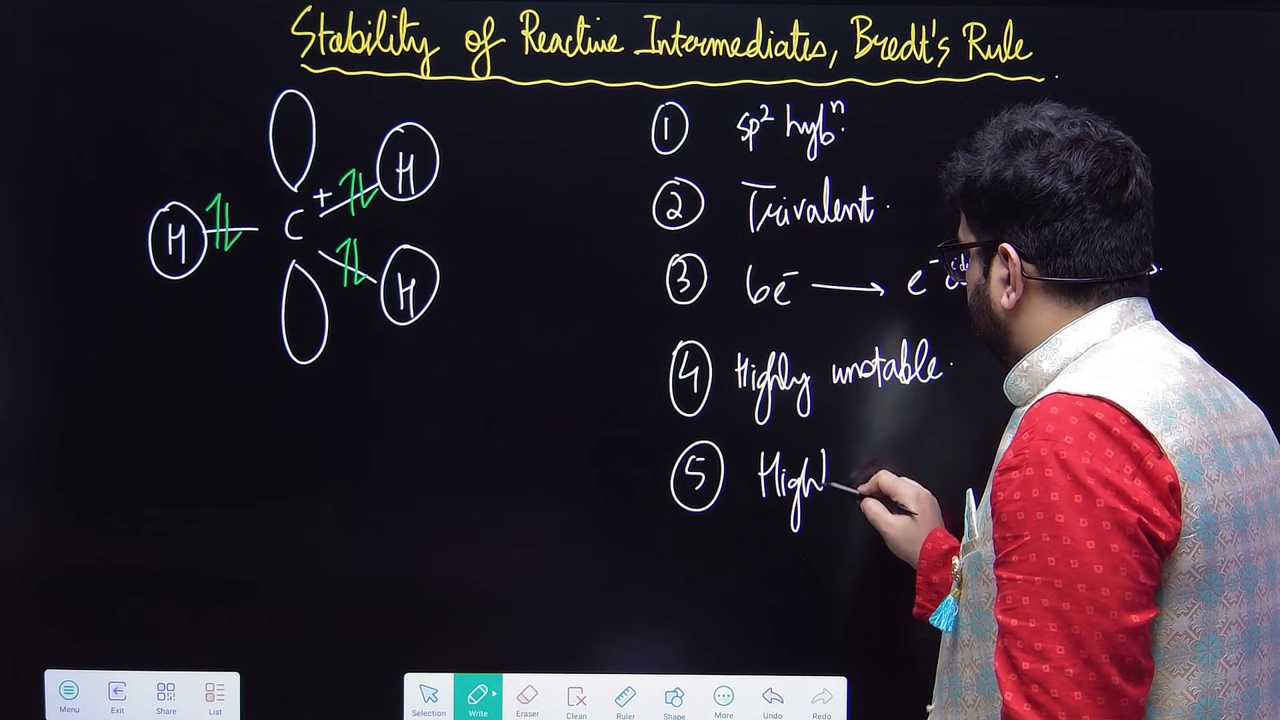 Stability of Reactive Intermediates, Bredt's Rule
H
C
+
H
H
① sp² hybⁿ.
② Trivalent.
③ 6e⁻ → e⁻
④ Highly unstable.
⑤ Highl
Menu
Exit
Share
List
Selection
Write
Eraser
Clean
Ruler
Shape
More
Undo
Redo